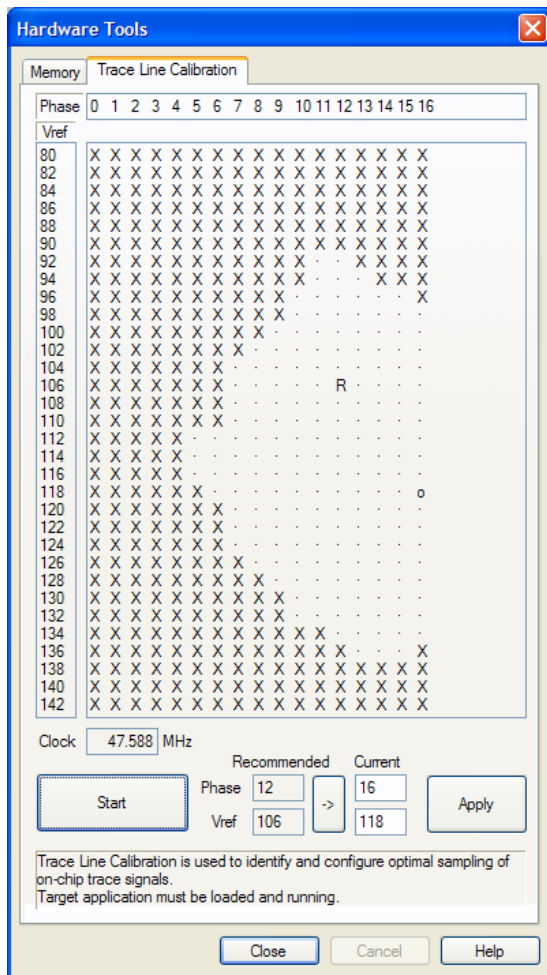 Hardware Tools
Memory Trace Line Calibration
Phase 0 1 2 3 4 5 6 7 8 9 10 11 12 13 14 15 16
Vref
80 X X X X X X X X X X X X X X X X X
82 X X X X X X X X X X X X X X X X X
84 X X X X X X X X X X X X X X X X X
86 X X X X X X X X X X X X X X X X X
88 X X X X X X X X X X X X X X X X X
90 X X X X X X X X X X X X X X X X X
92 X X X X X X X X X X X · · X X X X
94 X X X X X X X X X X X · · · X X X
96 X X X X X X X X X X · · · · · · X
98 X X X X X X X X X X · · · · · · ·
100 X X X X X X X X X · · · · · · · ·
102 X X X X X X X X · · · · · · · · ·
104 X X X X X X X · · · · · · · · · ·
106 X X X X X X X · · · · · R · · · ·
108 X X X X X X X · · · · · · · · · ·
110 X X X X X X X · · · · · · · · · ·
112 X X X X X · · · · · · · · · · · ·
114 X X X X X · · · · · · · · · · · ·
116 X X X X X · · · · · · · · · · · ·
118 X X X X X X · · · · · · · · · · o
120 X X X X X X X · · · · · · · · · ·
122 X X X X X X X · · · · · · · · · ·
124 X X X X X X X · · · · · · · · · ·
126 X X X X X X X X · · · · · · · · ·
128 X X X X X X X X X · · · · · · · ·
130 X X X X X X X X X X · · · · · · ·
132 X X X X X X X X X X · · · · · · ·
134 X X X X X X X X X X X X · · · · ·
136 X X X X X X X X X X X X X · · · X
138 X X X X X X X X X X X X X X X X X
140 X X X X X X X X X X X X X X X X X
142 X X X X X X X X X X X X X X X X X
Clock 47.588 MHz
Recommended Current
Start Phase 12 -> 16 Apply
Vref 106 118
Trace Line Calibration is used to identify and configure optimal sampling of
on-chip trace signals.
Target application must be loaded and running.
Close Cancel Help